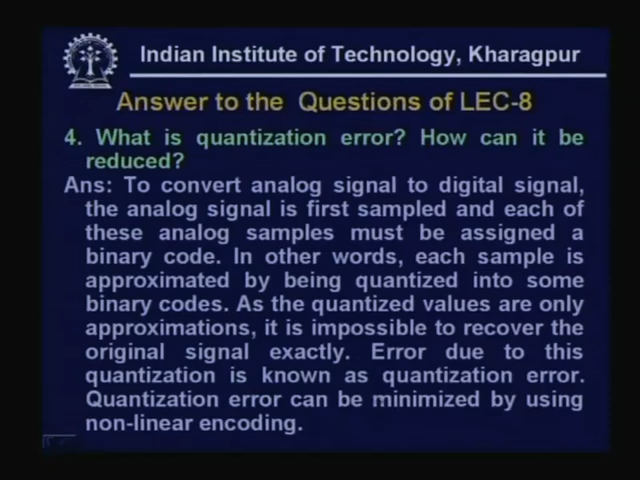 Indian Institute of Technology, Kharagpur
Answer to the Questions of LEC-8
4. What is quantization error? How can it be
reduced?
Ans: To convert analog signal to digital signal,
the analog signal is first sampled and each of
these analog samples must be assigned a
binary code. In other words, each sample is
approximated by being quantized into some
binary codes. As the quantized values are only
approximations, it is impossible to recover the
original signal exactly. Error due to this
quantization is known as quantization error.
Quantization error can be minimized by using
non-linear encoding.